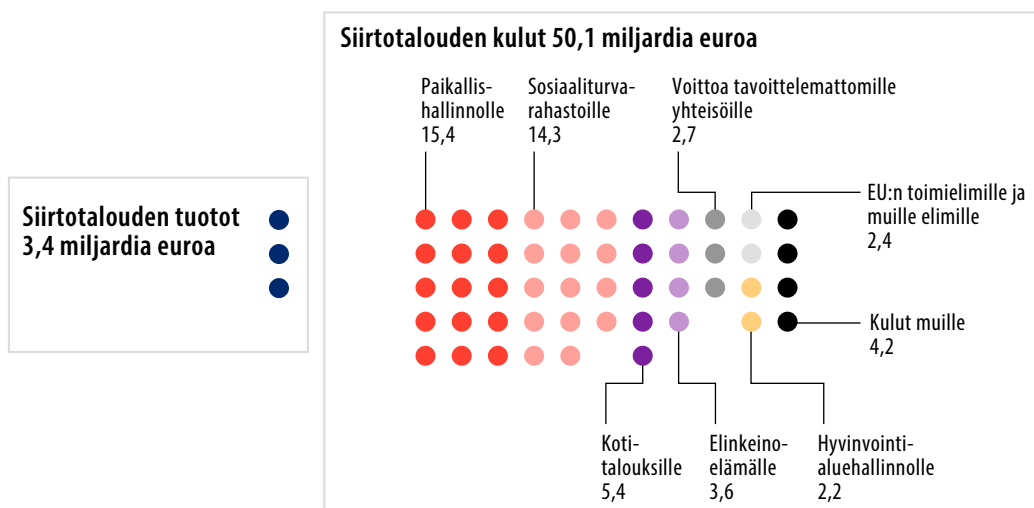 Siirtotalouden tuotot
3,4 miljardia euroa
Siirtotalouden kulut 50,1 miljardia euroa
Paikallis-
hallinnolle
15,4
Sosiaaliturva-
rahastoille
14,3
Voittoa tavoittelemattomille
yhteisöille
2,7
EU:n toimielimille ja
muille elimille
2,4
Kulut muille
4,2
Koti-
talouksille
5,4
Elinkeino-
elämälle
3,6
Hyvinvointi-
aluehallinnolle
2,2